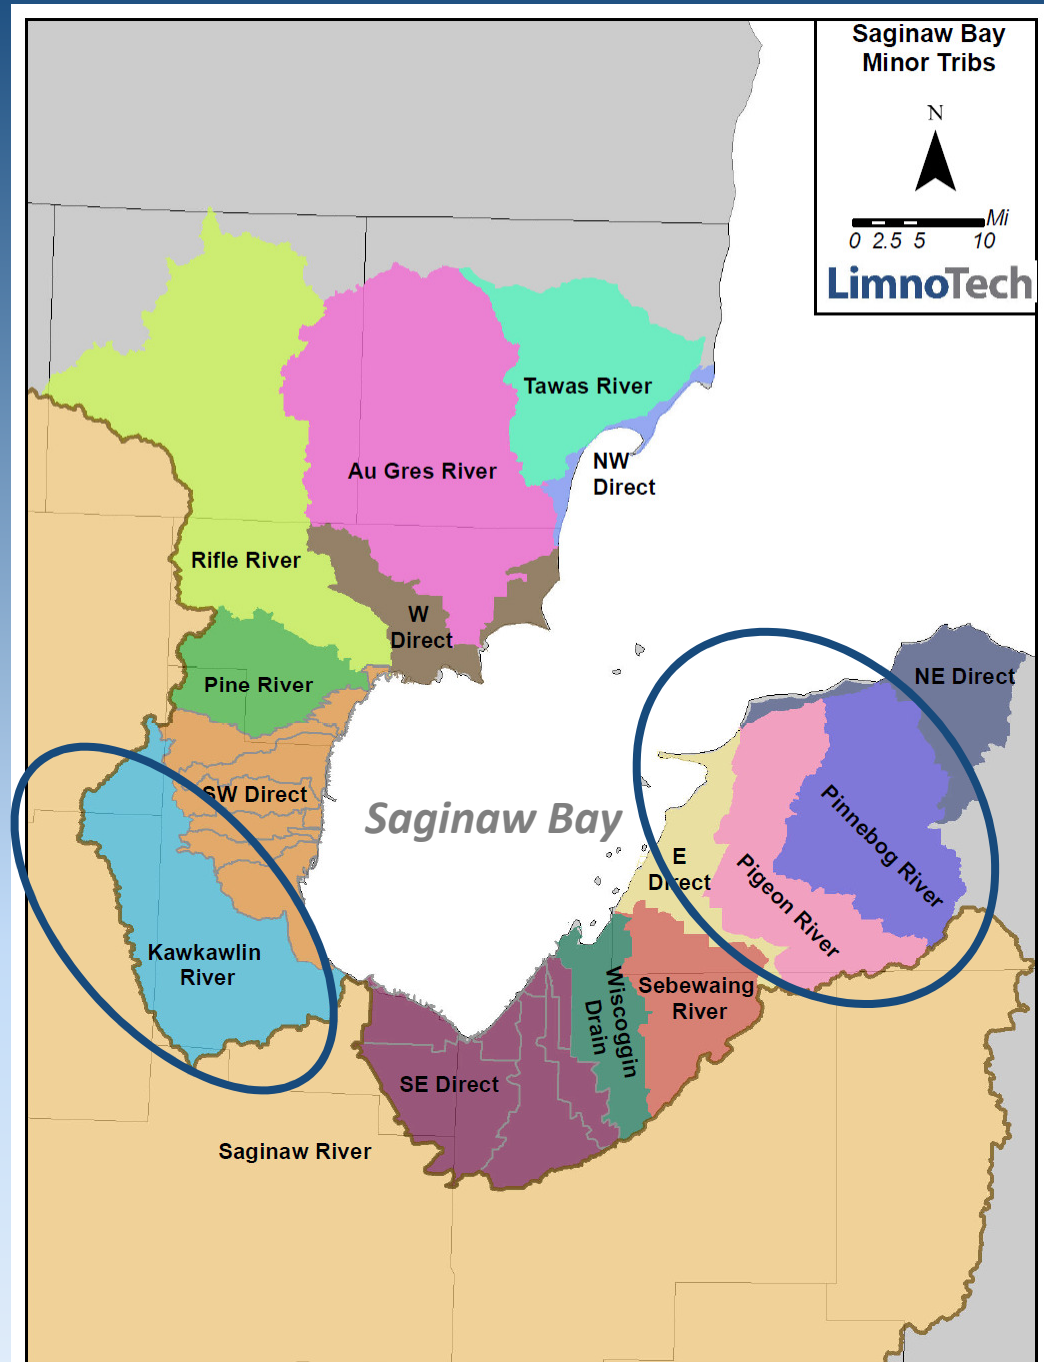 Saginaw Bay
Minor Tribs
N
Mi
0 2.5 5 10
LimnoTech
Tawas River
Au Gres River
NW
Direct
Rifle River
W
Direct
Pine River
NE Direct
SW Direct
Saginaw Bay
Pinnebog River
E
Direct
Pigeon River
Kawkawlin
River
Wiscoggin
Drain
Sebewaing
River
SE Direct
Saginaw River